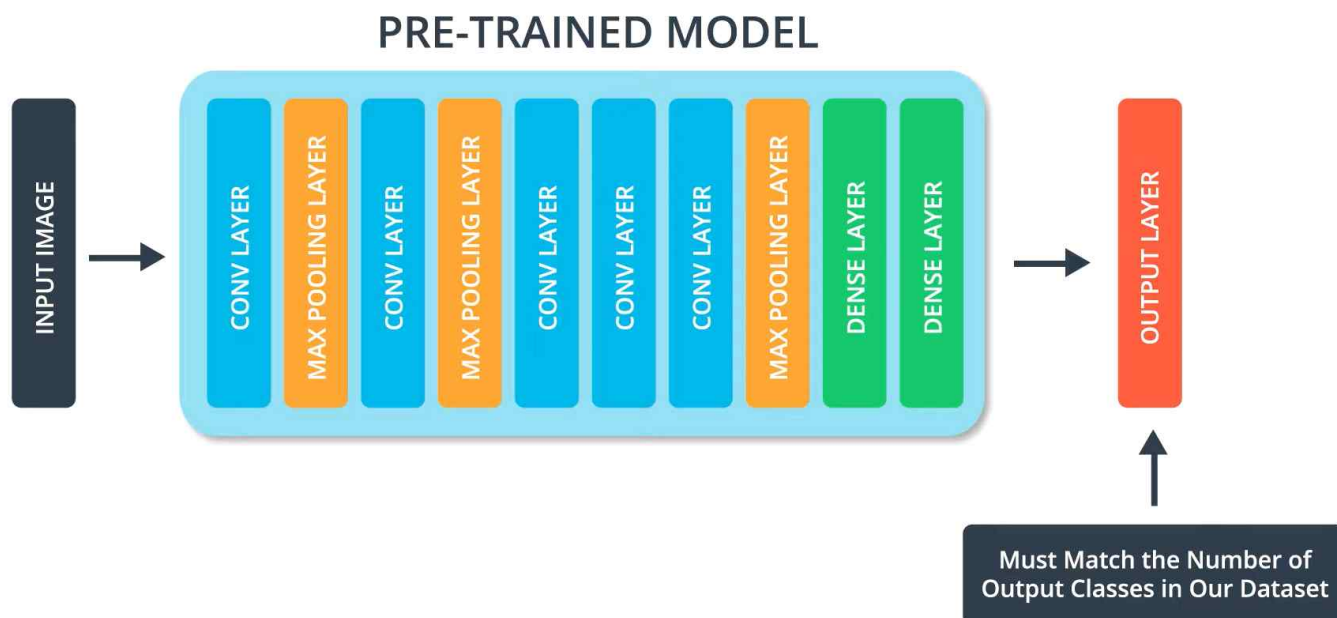 PRE-TRAINED MODEL
INPUT IMAGE
CONV LAYER
MAX POOLING LAYER
CONV LAYER
MAX POOLING LAYER
CONV LAYER
CONV LAYER
CONV LAYER
MAX POOLING LAYER
DENSE LAYER
DENSE LAYER
OUTPUT LAYER
Must Match the Number of
Output Classes in Our Dataset